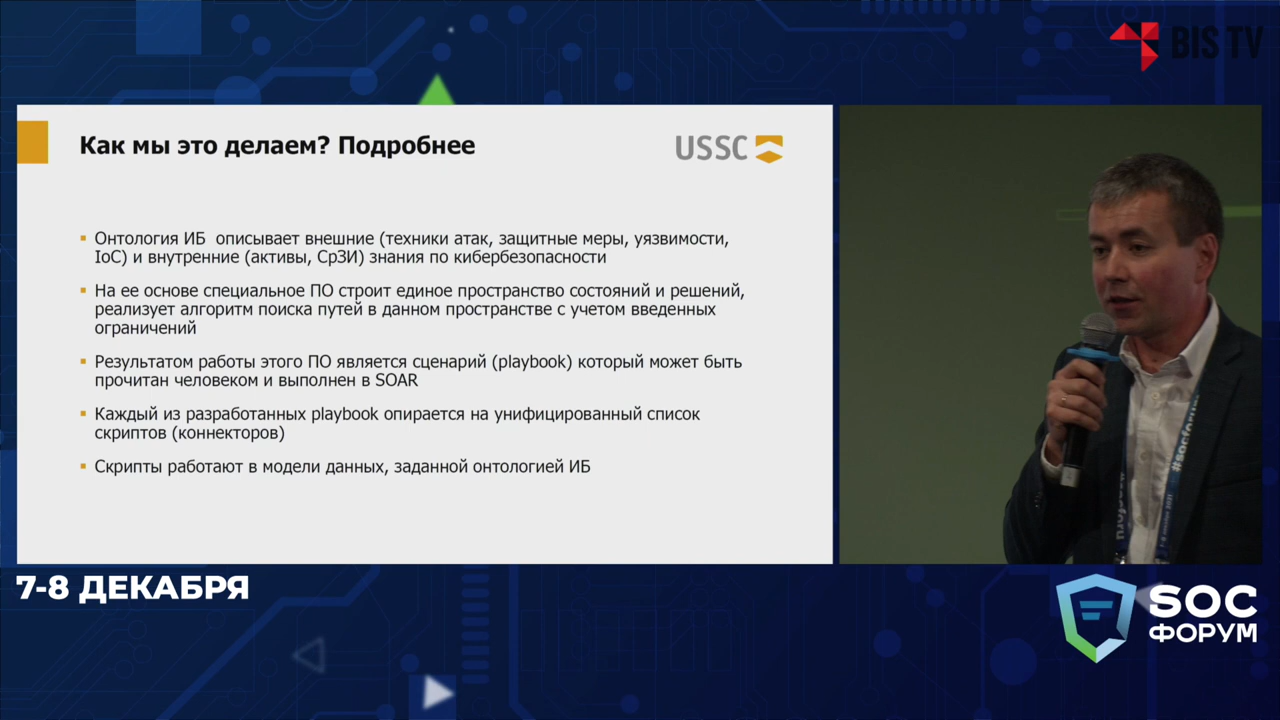 BIS TV
Как мы это делаем? Подробнее
USSC
Онтология ИБ описывает внешние (техники атак, защитные меры, уязвимости,
IoC) и внутренние (активы, СрЗИ) знания по кибербезопасности
На ее основе специальное ПО строит единое пространство состояний и решений,
реализует алгоритм поиска путей в данном пространстве с учетом введенных
ограничений
Результатом работы этого ПО является сценарий (playbook) который может быть
прочитан человеком и выполнен в SOAR
Каждый из разработанных playbook опирается на унифицированный список
скриптов (коннекторов)
Скрипты работают в модели данных, заданной онтологией ИБ
7-8 ДЕКАБРЯ
SOC
ФОРУМ